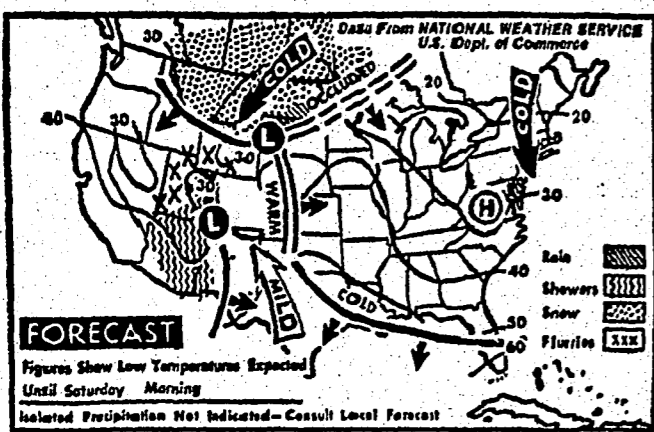 Data From NATIONAL WEATHER SERVICE
U.S. Dept. of Commerce
30
30
COLD
OCCLUDED
20
COLD
20
40
30
L
30
30
L
WARM
H
30
Rain
40
Showers
MILD
COLD
Snow
50
60
Flurries
XXX
FORECAST
Figures Show Low Temperatures Expected
Until Saturday Morning
Isolated Precipitation Not Indicated—Consult Local Forecast